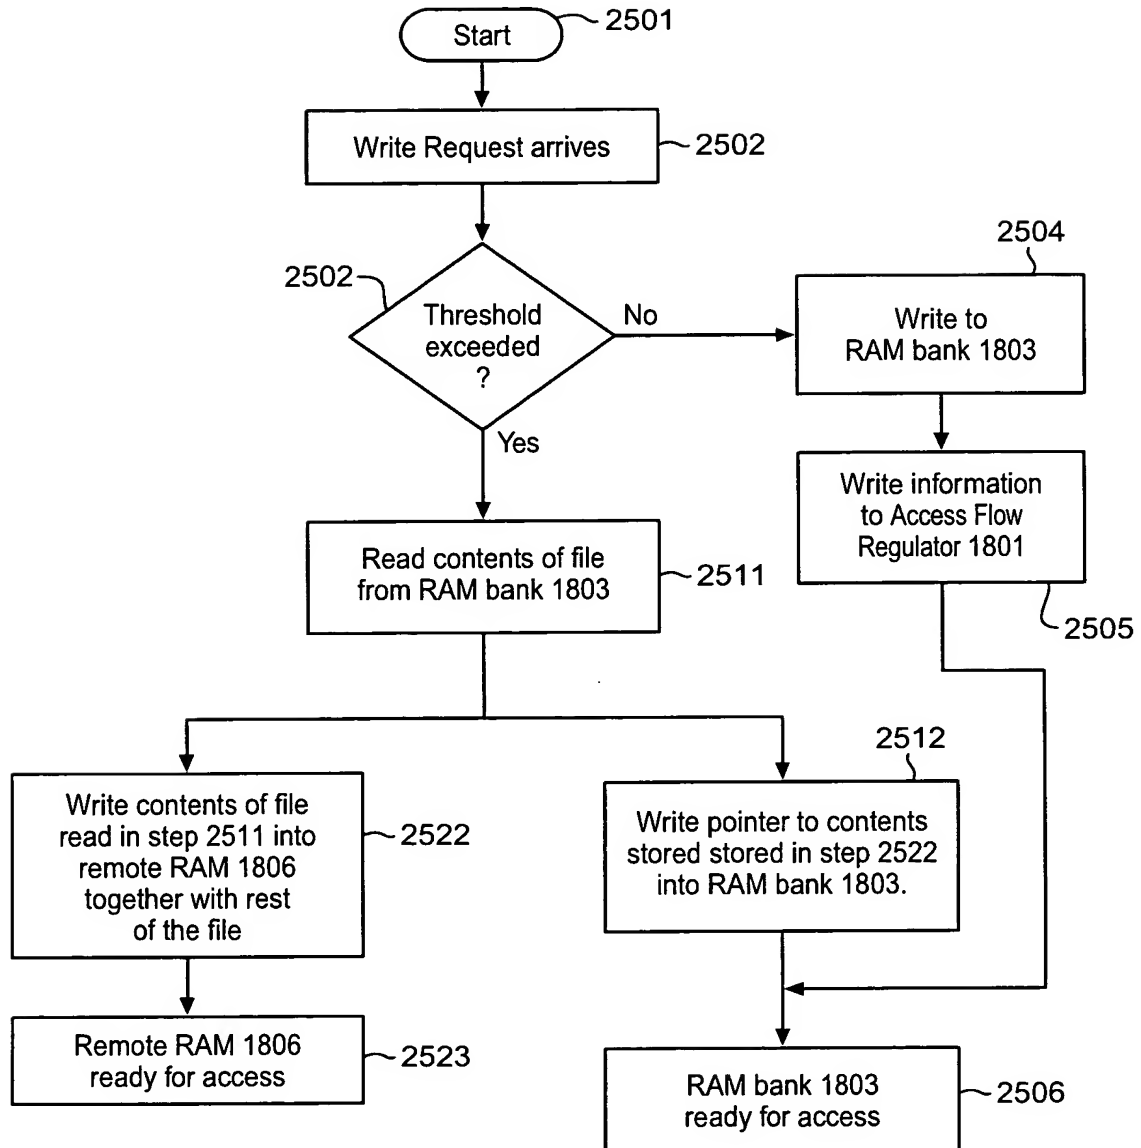 Start
2501
Write Request arrives
2502
2502
Threshold
exceeded
?
No
Yes
2504
Write to
RAM bank 1803
Write information
to Access Flow
Regulator 1801
2505
Read contents of file
from RAM bank 1803
2511
Write contents of file
read in step 2511 into
remote RAM 1806
together with rest
of the file
2522
2512
Write pointer to contents
stored stored in step 2522
into RAM bank 1803.
Remote RAM 1806
ready for access
2523
RAM bank 1803
ready for access
2506